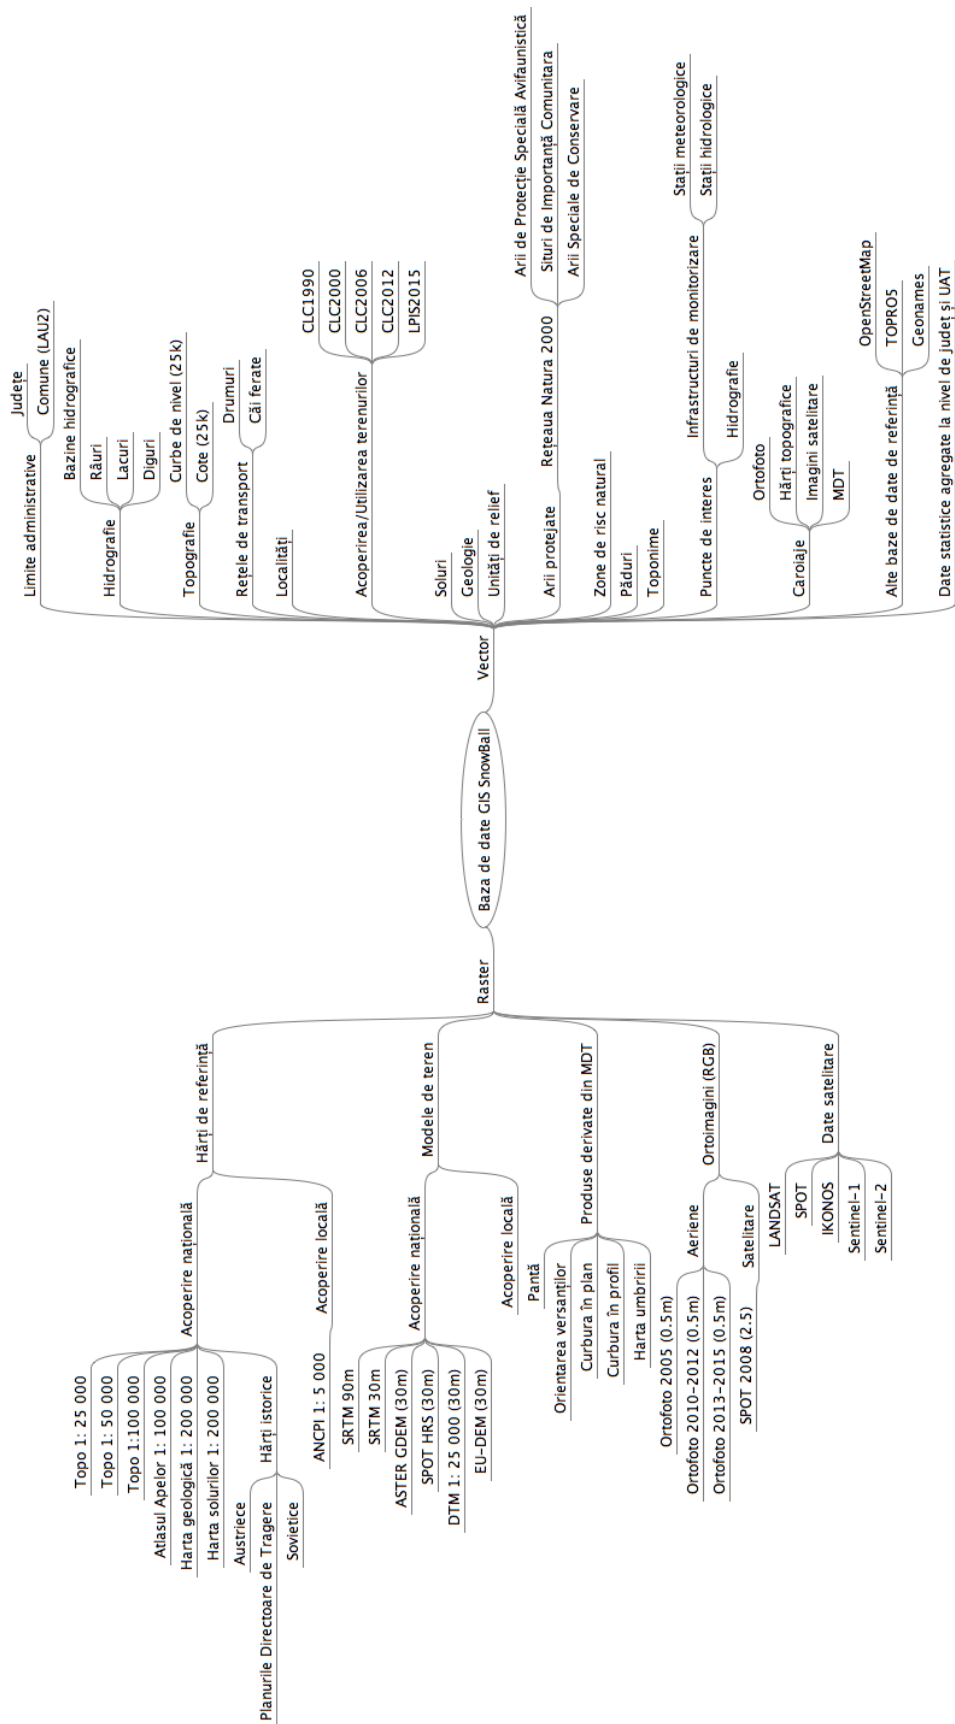 Baza de date GIS SnowBall
Raster
Hărți de referință
Acoperire națională
Topo 1: 25 000
Topo 1: 50 000
Topo 1:100 000
Atlasul Apelor 1: 100 000
Harta geologică 1: 200 000
Harta solurilor 1: 200 000
Hărți istorice
Austriece
Planurile Directoare de Tragere
Sovietice
Acoperire locală
ANCPI 1: 5 000
Modele de teren
Acoperire națională
SRTM 90m
SRTM 30m
ASTER GDEM (30m)
SPOT HRS (30m)
DTM 1: 25 000 (30m)
EU-DEM (30m)
Acoperire locală
Produse derivate din MDT
Pantă
Orientarea versanților
Curbura în plan
Curbura în profil
Harta umbririi
Ortoimagini (RGB)
Aeriene
Ortofoto 2005 (0.5m)
Ortofoto 2010-2012 (0.5m)
Ortofoto 2013-2015 (0.5m)
Satelitare
SPOT 2008 (2.5)
Date satelitare
LANDSAT
SPOT
IKONOS
Sentinel-1
Sentinel-2
Vector
Limite administrative
Județe
Comune (LAU2)
Hidrografie
Bazine hidrografice
Râuri
Lacuri
Diguri
Topografie
Curbe de nivel (25k)
Cote (25k)
Rețele de transport
Drumuri
Căi ferate
Localități
Acoperirea/Utilizarea terenurilor
CLC1990
CLC2000
CLC2006
CLC2012
LPIS2015
Soluri
Geologie
Unități de relief
Arii protejate
Rețeaua Natura 2000
Arii de Protecție Specială Avifaunistică
Situri de Importanță Comunitara
Arii Speciale de Conservare
Zone de risc natural
Păduri
Toponime
Puncte de interes
Infrastructuri de monitorizare
Stații meteorologice
Stații hidrologice
Hidrografie
Caroiaje
Ortofoto
Hărți topografice
Imagini satelitare
MDT
Alte baze de date de referință
OpenStreetMap
TOPRO5
Geonames
Date statistice agregate la nivel de județ și UAT